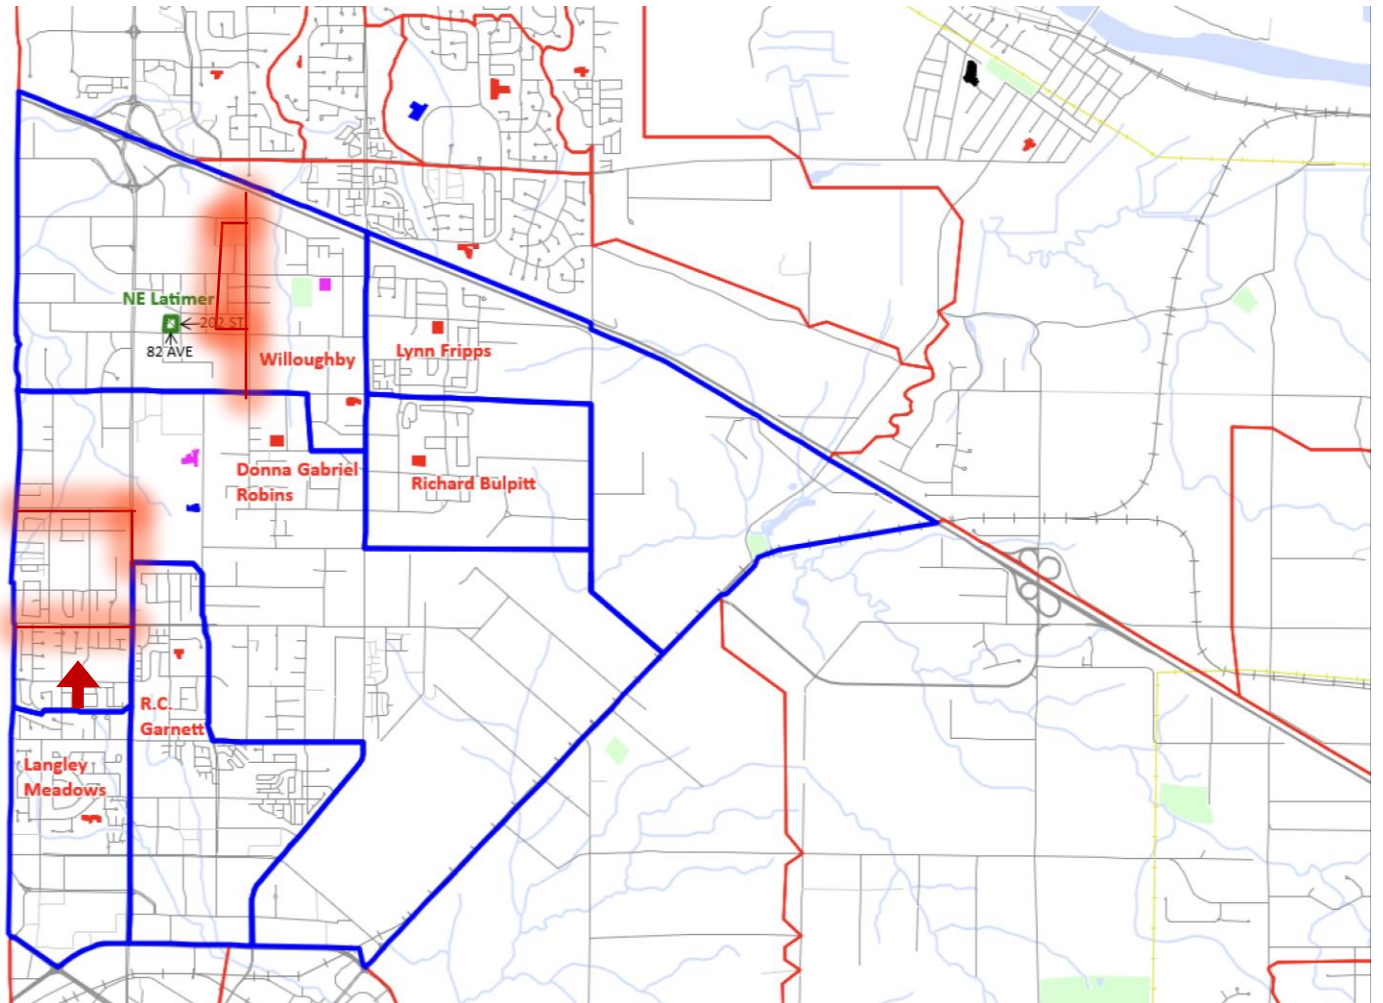 NE Latimer
202 ST
82 AVE
Willoughby
Lynn Fripps
Donna Gabriel
Robins
Richard Bulpitt
R.C.
Garnett
Langley
Meadows